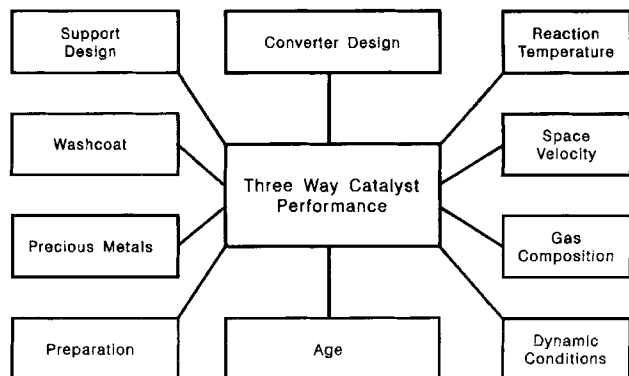 Support
Design
Converter Design
Reaction
Temperature
Washcoat
Space
Velocity
Three Way Catalyst
Performance
Precious Metals
Gas
Composition
Preparation
Age
Dynamic
Conditions